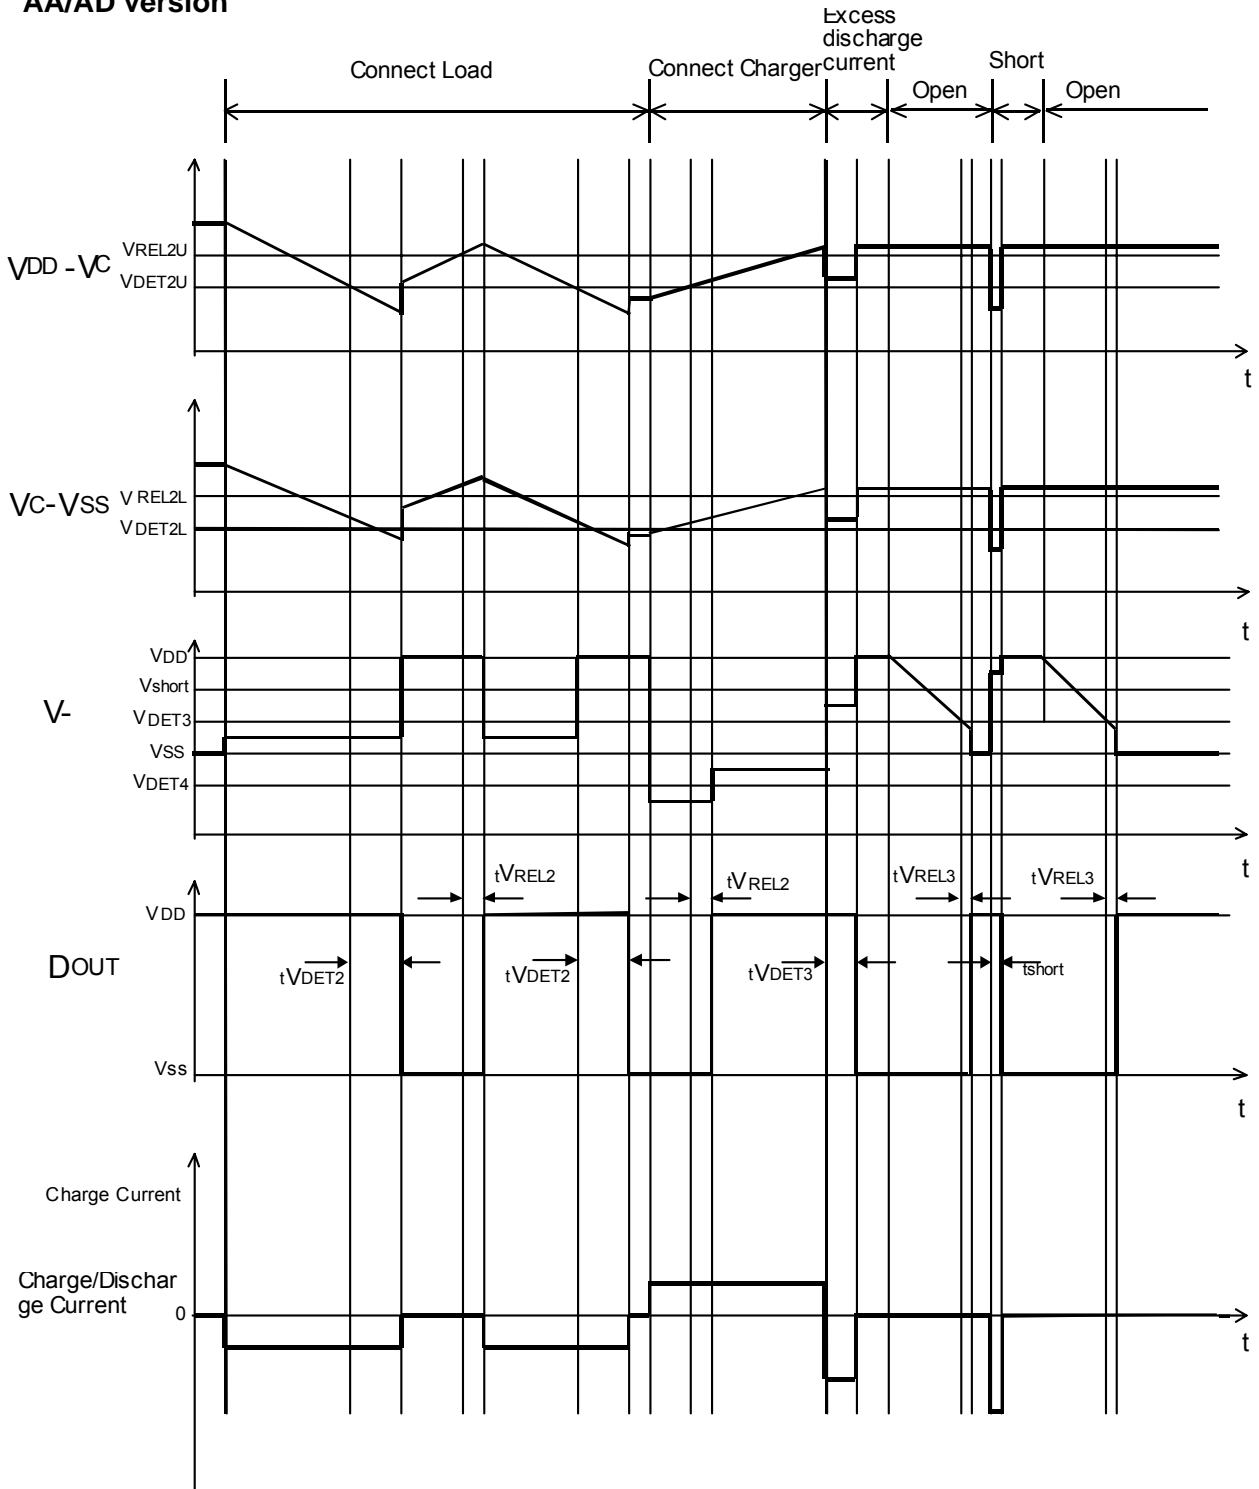 AA/AD version
Excess
discharge
current
Connect Load
Connect Charger
Short
Open
Open
VDD - VC
VREL2U
VDET2U
t
VC-VSS
V REL2L
V DET2L
t
V-
VDD
Vshort
V DET3
VSS
VDET4
t
DOUT
VDD
tVREL2
tVREL2
tVREL3
tVREL3
tVDET2
tVDET2
tVDET3
tshort
Vss
t
Charge Current
Charge/Dischar
ge Current
0
t